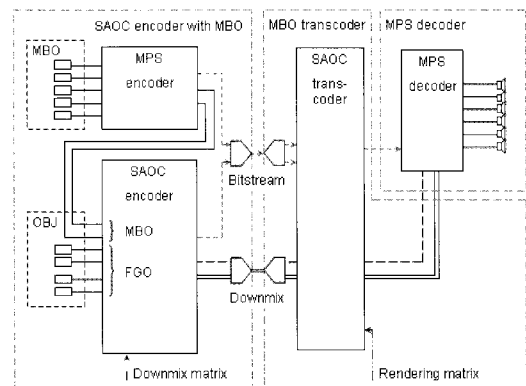 SAOC encoder with MBO
MBO transcoder
MPS decoder
MBO
MPS
encoder
SAOC
trans-
coder
MPS
decoder
SAOC
encoder
Bitstream
OBJ
MBO
FGO
Downmix
Downmix matrix
Rendering matrix